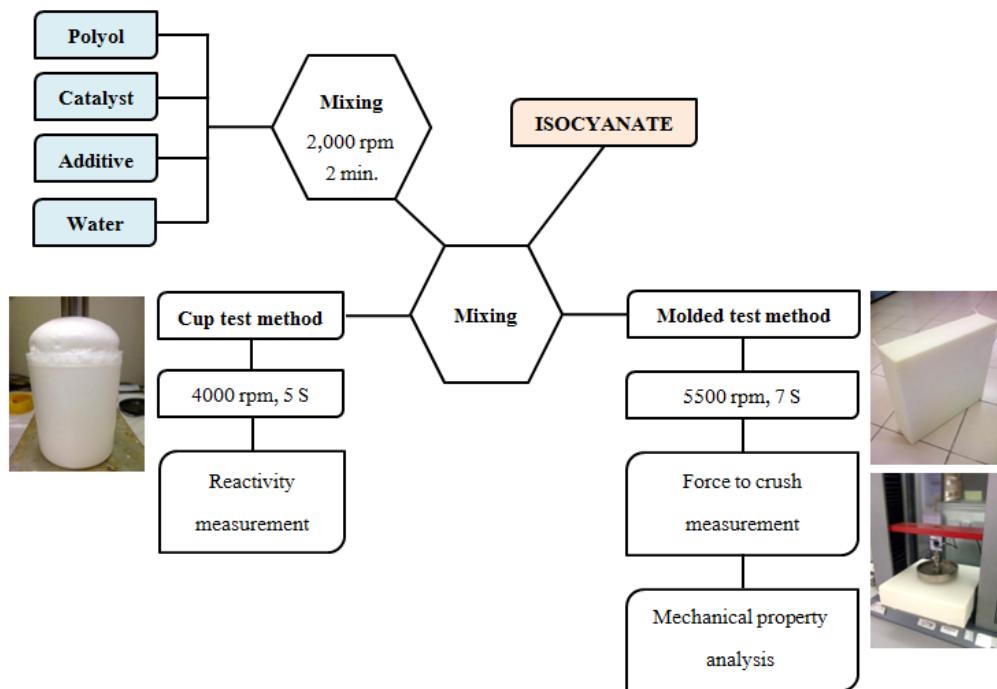 Polyol
Catalyst
Additive
Water
Mixing
2,000 rpm
2 min.
ISOCYANATE
Mixing
Cup test method
4000 rpm, 5 S
Reactivity
measurement
Molded test method
5500 rpm, 7 S
Force to crush
measurement
Mechanical property
analysis